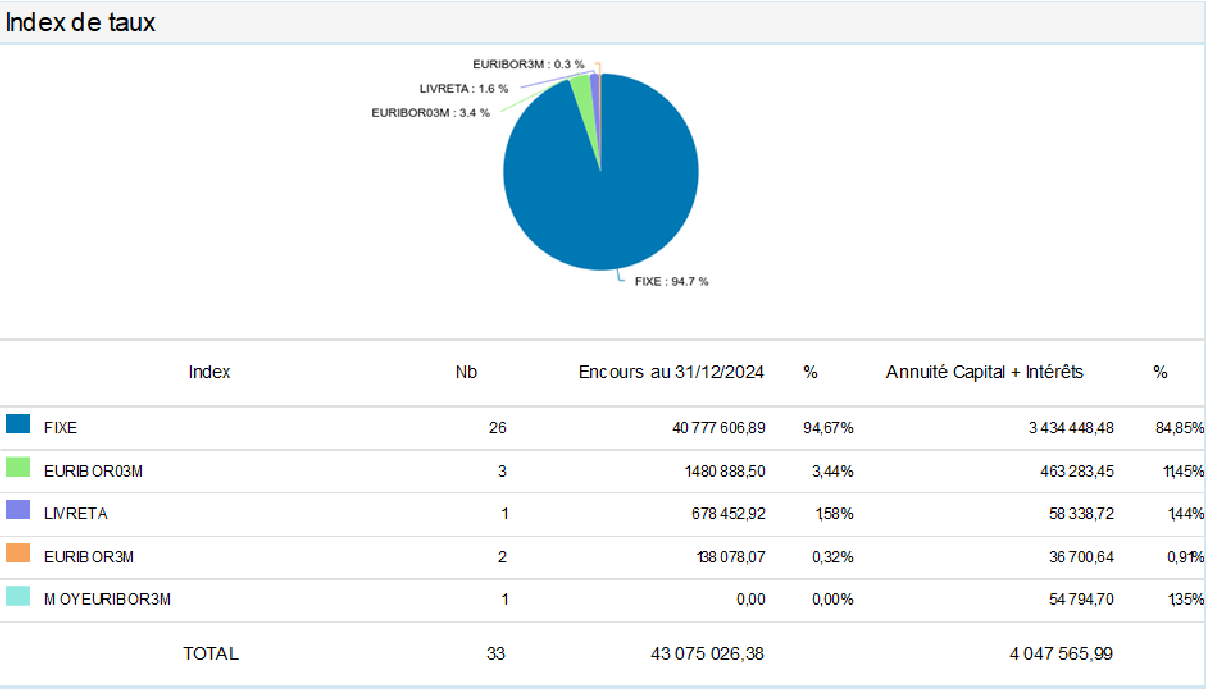 Index de taux
EURIBOR3M : 0.3 %
LIVRETA : 1.6 %
EURIBOR03M : 3.4 %
FIXE : 94.7 %
Index Nb Encours au 31/12/2024 % Annuité Capital + Intérêts %
FIXE 26 40 777 606,89 94,67% 3 434 448,48 84,85%
EURIBOR03M 3 1 480 888,50 3,44% 463 283,45 11,45%
LIVRETA 1 678 452,92 1,58% 58 338,72 1,44%
EURIBOR3M 2 138 078,07 0,32% 36 700,64 0,91%
MOYEURIBOR3M 1 0,00 0,00% 54 794,70 1,35%
TOTAL 33 43 075 026,38 4 047 565,99